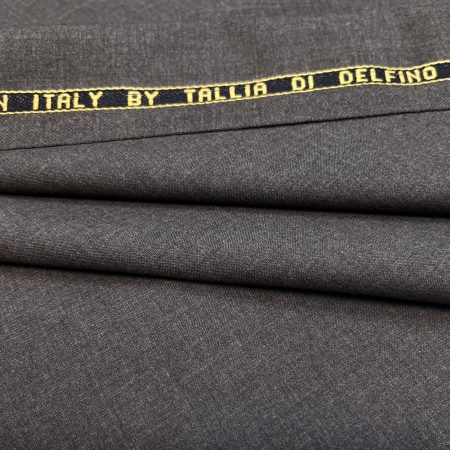 ITALY BY TALLIA DI DELFINO